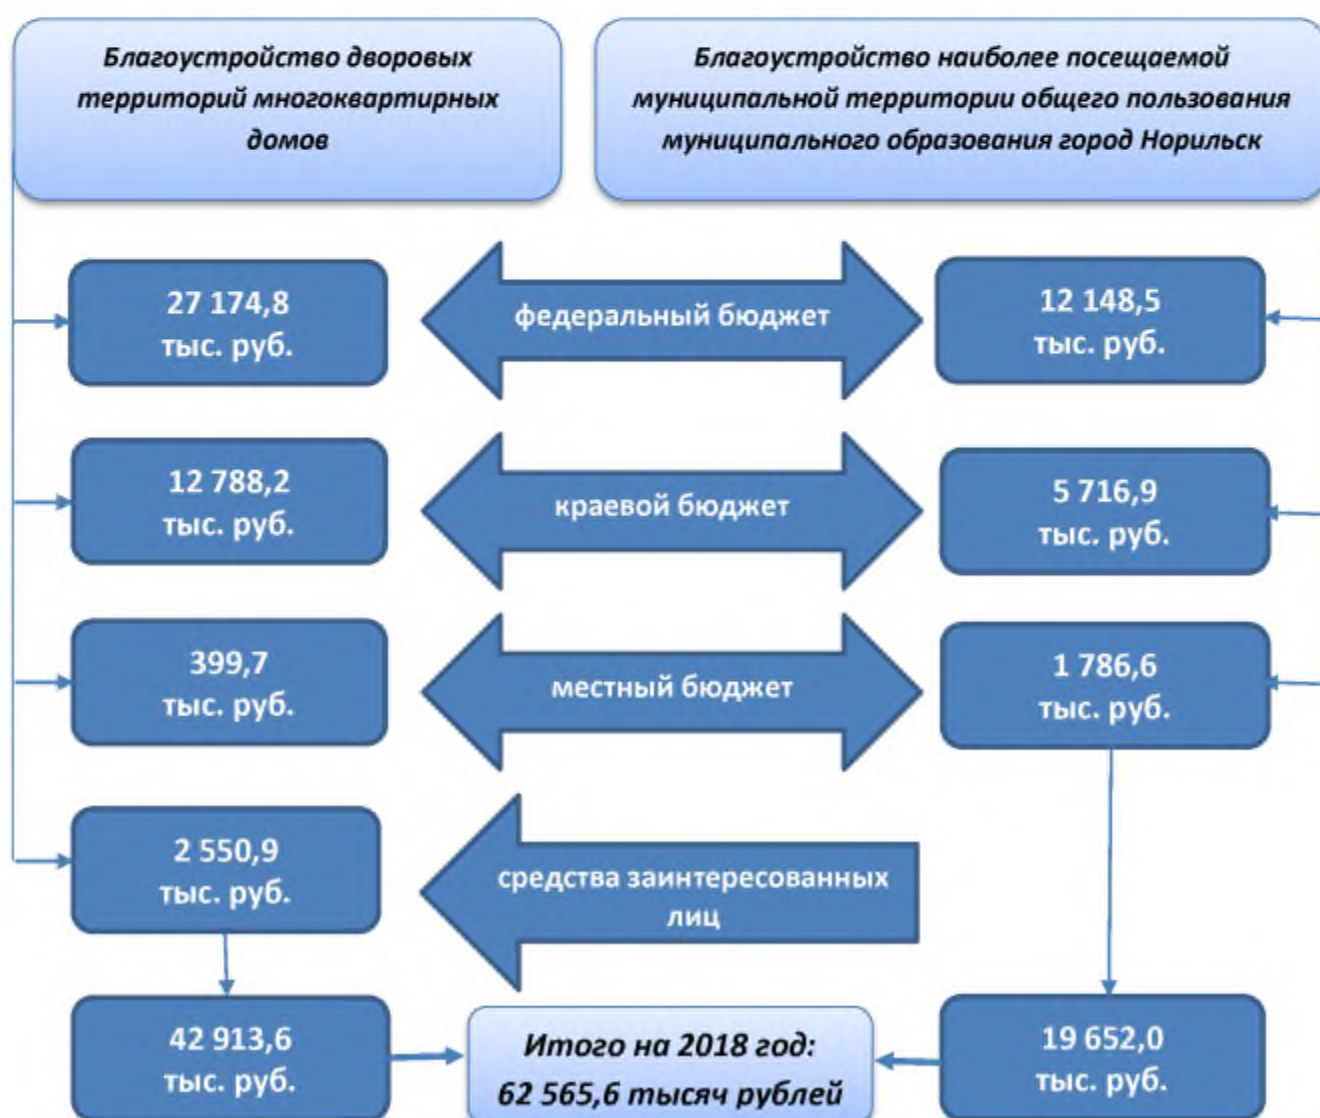 Благоустройство дворовых
территорий многоквартирных
домов
Благоустройство наиболее посещаемой
муниципальной территории общего пользования
муниципального образования город Норильск
27 174,8
тыс. руб.
федеральный бюджет
12 148,5
тыс. руб.
12 788,2
тыс. руб.
краевой бюджет
5 716,9
тыс. руб.
399,7
тыс. руб.
местный бюджет
1 786,6
тыс. руб.
2 550,9
тыс. руб.
средства заинтересованных
лиц
42 913,6
тыс. руб.
Итого на 2018 год:
62 565,6 тысяч рублей
19 652,0
тыс. руб.